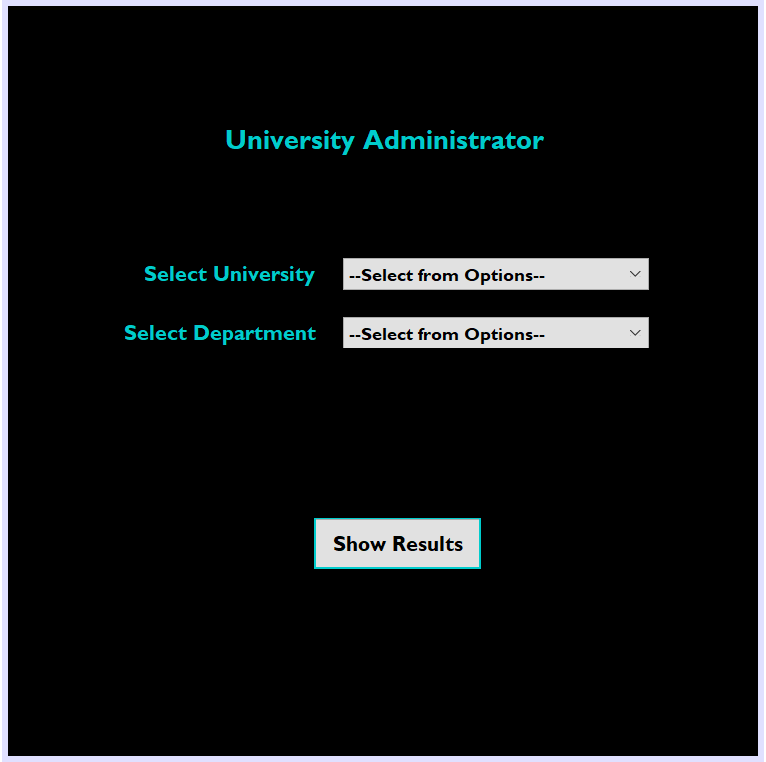 University Administrator
Select University --Select from Options--
Select Department --Select from Options--
Show Results